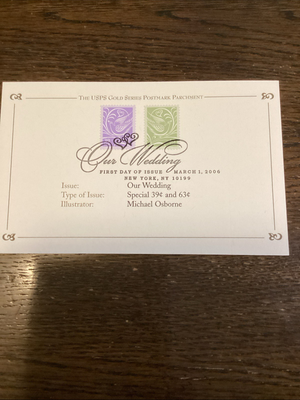 The USPS Gold Series Postmark Parchment
Our Wedding
FIRST DAY OF ISSUE MARCH 1, 2006
NEW YORK, NY 10199
Issue: Our Wedding
Type of Issue: Special 39¢ and 63¢
Illustrator: Michael Osborne